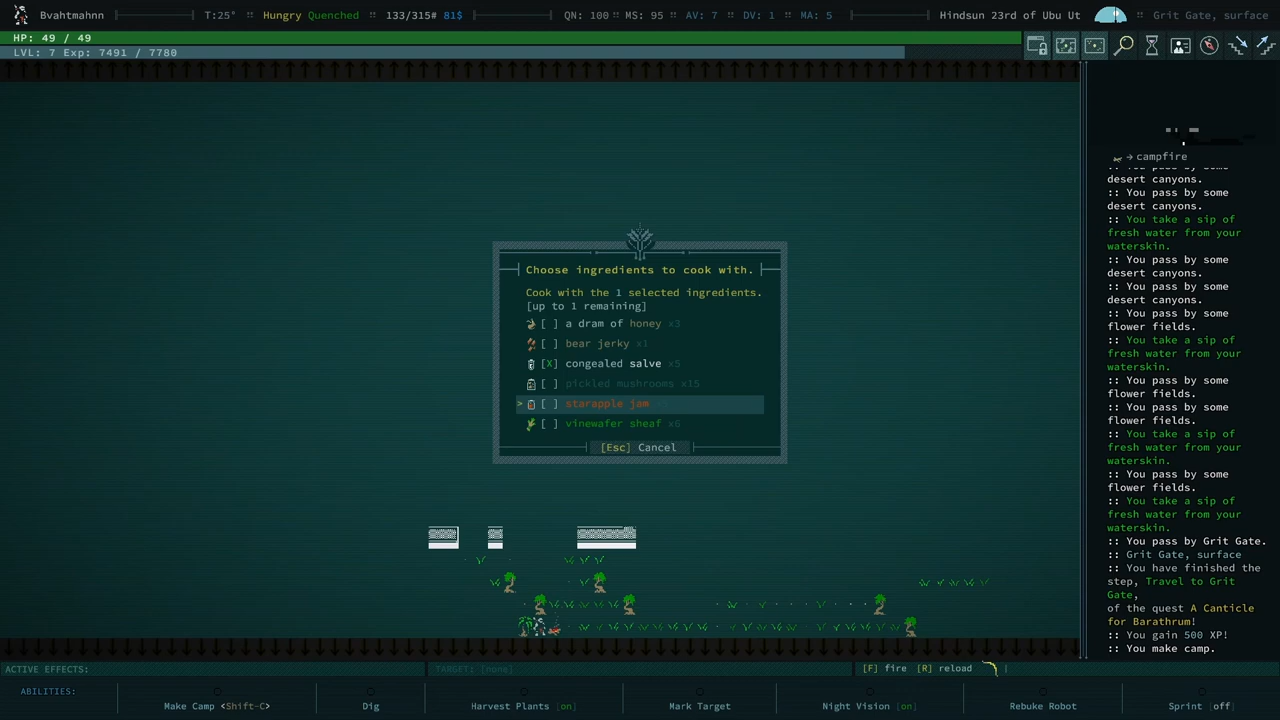 Bvahtmahnn T:25° Hungry Quenched 133/315# 81$ QN: 100 MS: 95 AV: 7 DV: 1 MA: 5 Hindsun 23rd of Ubu Ut Grit Gate, surface
HP: 49 / 49
LVL: 7 Exp: 7491 / 7780
→ campfire
desert canyons.
:: You pass by some
desert canyons.
:: You take a sip of
fresh water from your
waterskin.
:: You pass by some
desert canyons.
:: You pass by some
desert canyons.
:: You pass by some
flower fields.
:: You take a sip of
fresh water from your
waterskin.
:: You pass by some
flower fields.
:: You pass by some
flower fields.
:: You take a sip of
fresh water from your
waterskin.
:: You pass by some
flower fields.
:: You take a sip of
fresh water from your
waterskin.
:: You pass by Grit Gate.
:: Grit Gate, surface
:: You have finished the
step, Travel to Grit
Gate,
of the quest A Canticle
for Barathrum!
:: You gain 500 XP!
:: You make camp.
Choose ingredients to cook with.
Cook with the 1 selected ingredients.
[up to 1 remaining]
[ ] a dram of honey x3
[ ] bear jerky x1
[X] congealed salve x5
[ ] pickled mushrooms x15
> [ ] starapple jam
[ ] vinewafer sheaf x6
[Esc] Cancel
ACTIVE EFFECTS: TARGET: [none] [F] fire [R] reload
ABILITIES: Make Camp <Shift-C> Dig Harvest Plants [on] Mark Target Night Vision [on] Rebuke Robot Sprint [off]